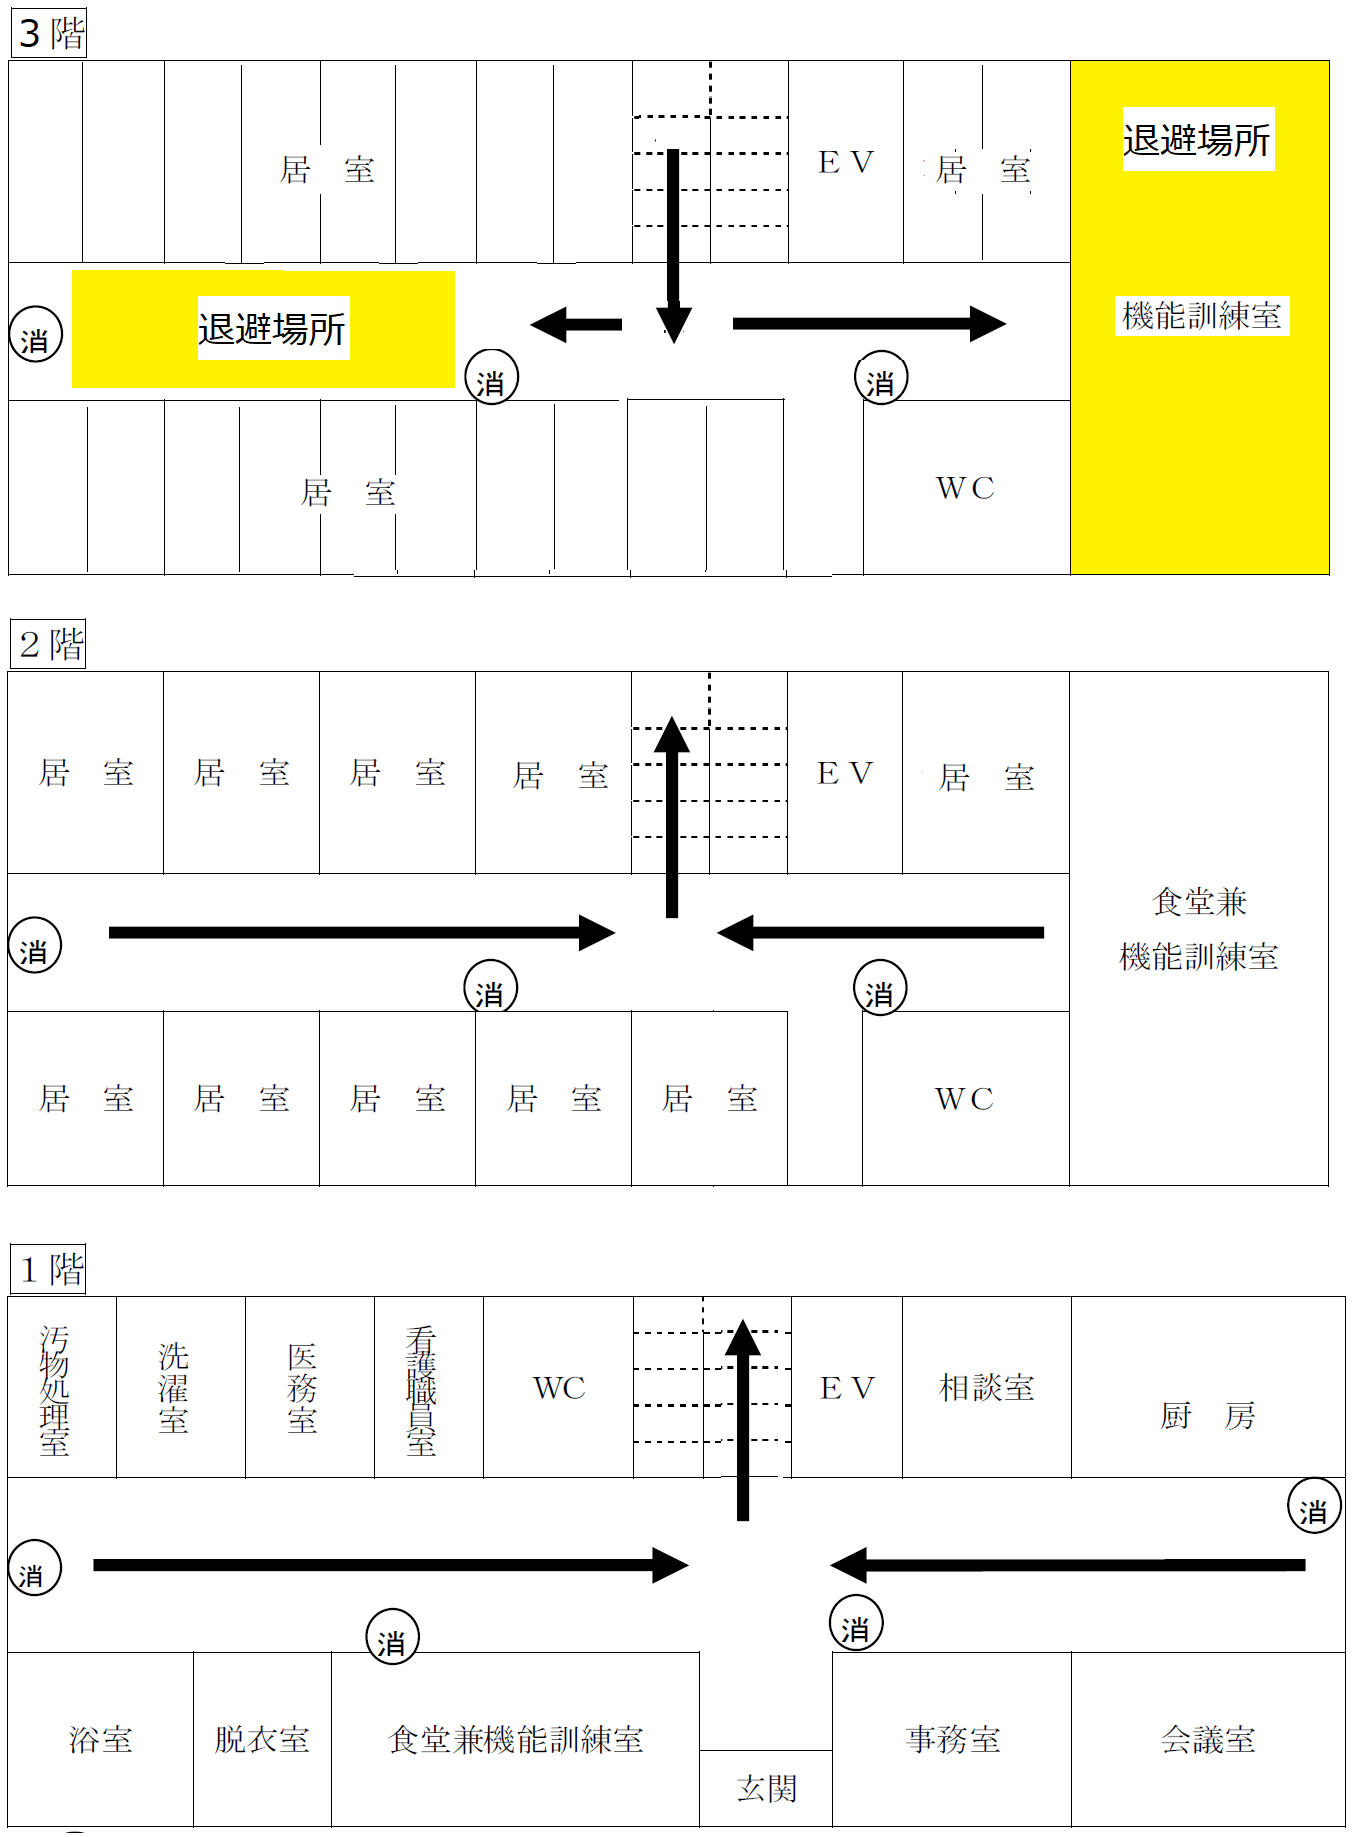 ３階
居　室
ＥＶ
居　室
退避場所
消
退避場所
機能訓練室
消
消
居　室
ＷＣ
２階
居　室
居　室
居　室
居　室
ＥＶ
居　室
食堂兼
機能訓練室
消
消
消
居　室
居　室
居　室
居　室
居　室
ＷＣ
１階
汚物処理室
洗濯室
医務室
看護職員室
WC
ＥＶ
相談室
厨　房
消
消
消
消
浴室
脱衣室
食堂兼機能訓練室
玄関
事務室
会議室